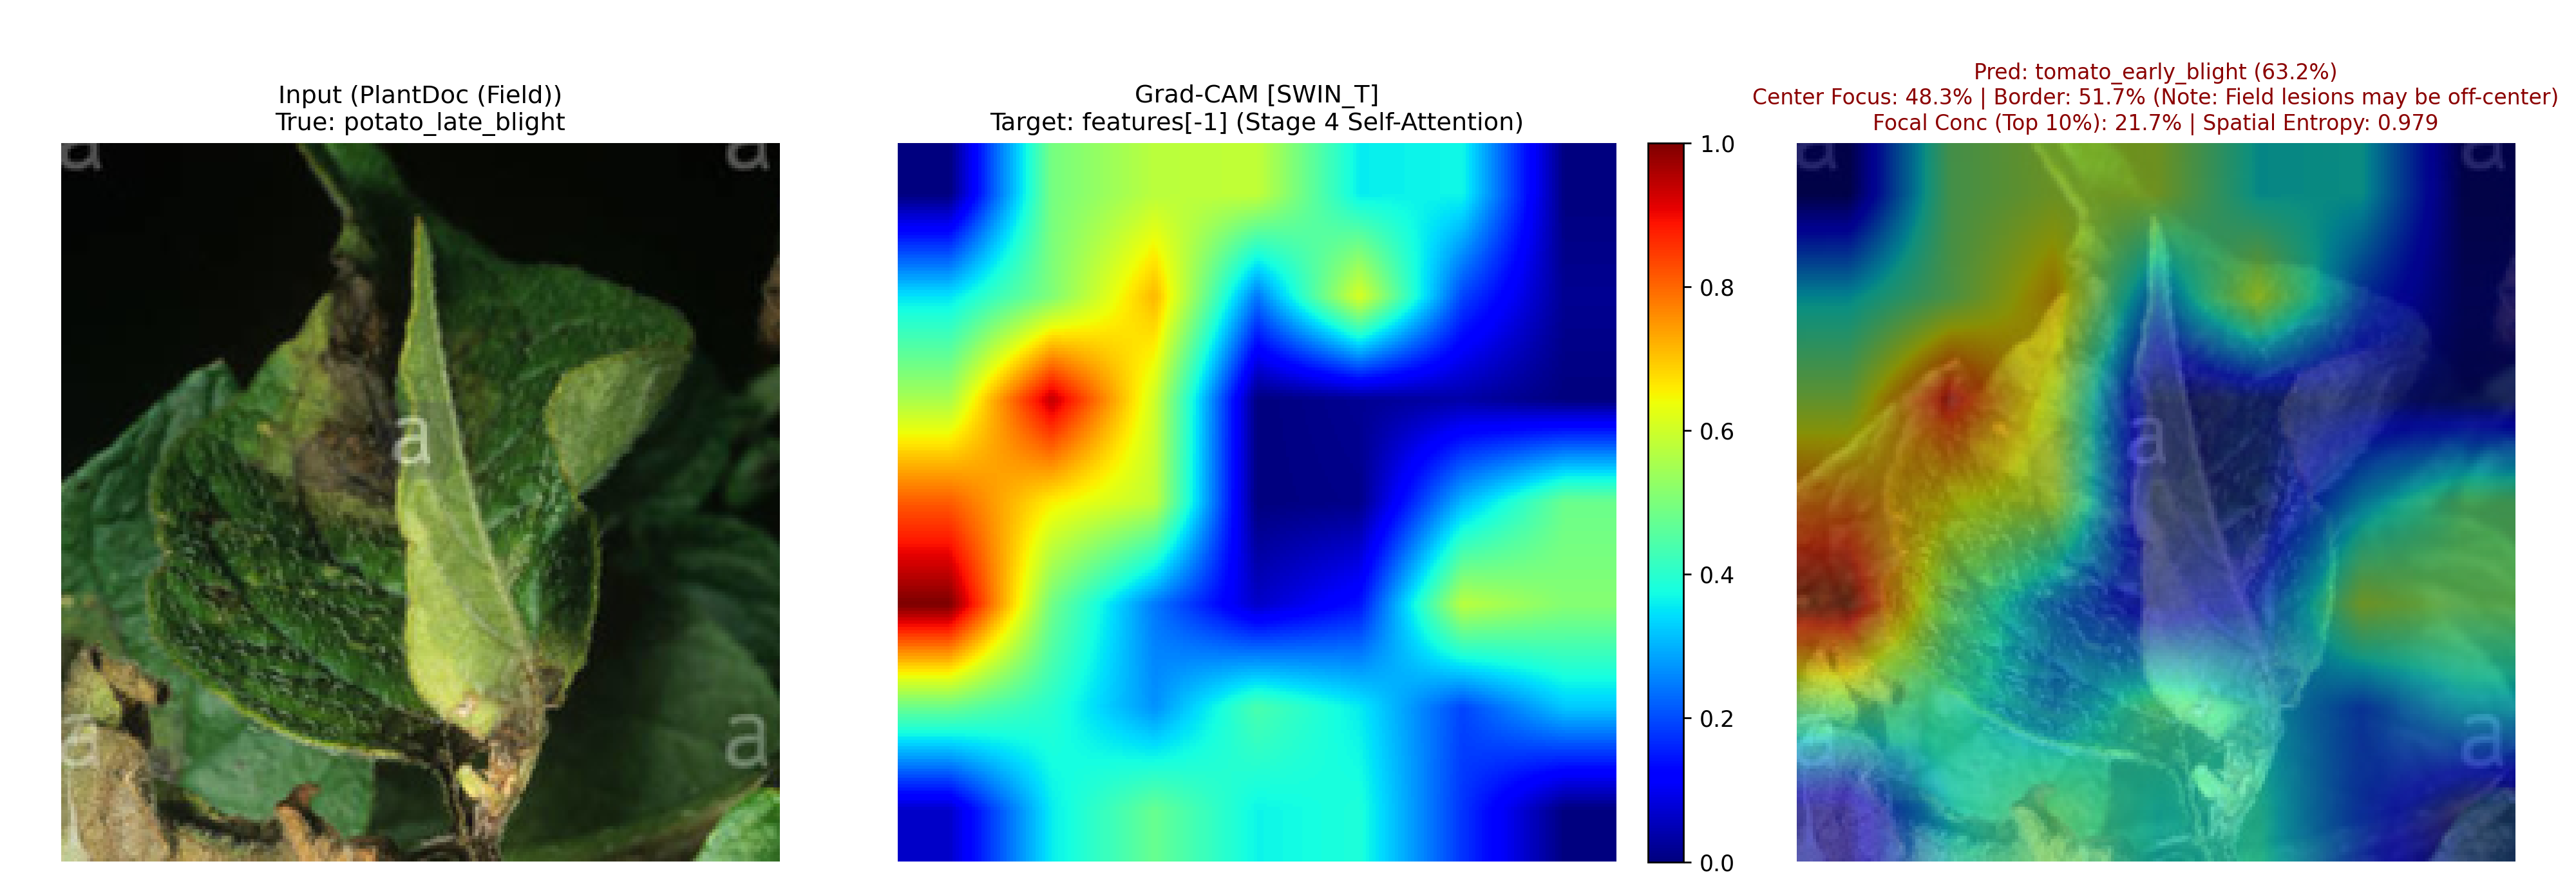 Input (PlantDoc (Field))
True: potato_late_blight
a
a
a
a
a
Grad-CAM [SWIN_T]
Target: features[-1] (Stage 4 Self-Attention)
1.0
0.8
0.6
0.4
0.2
0.0
Pred: tomato_early_blight (63.2%)
Center Focus: 48.3% | Border: 51.7% (Note: Field lesions may be off-center)
Focal Conc (Top 10%): 21.7% | Spatial Entropy: 0.979
a
a
a
a
a